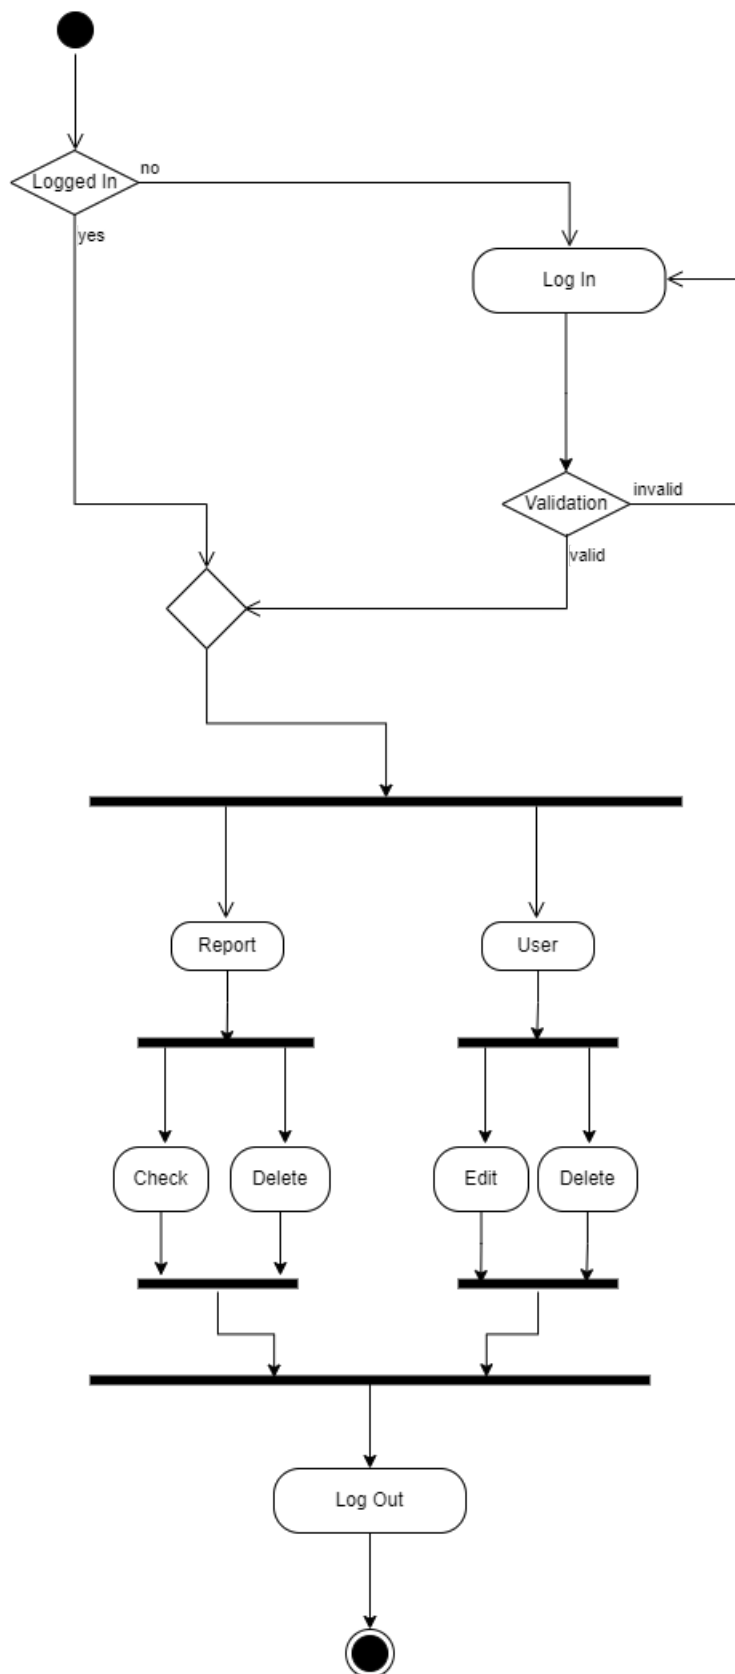 Logged In
no
yes
Log In
Validation
invalid
valid
Report
User
Check
Delete
Edit
Delete
Log Out